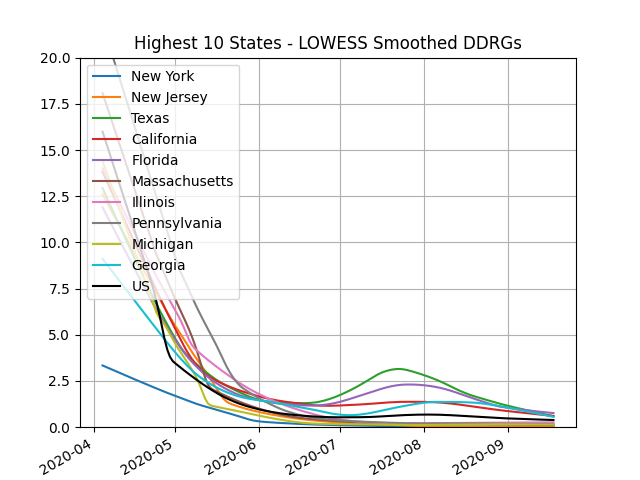 Highest 10 States - LOWESS Smoothed DDRGs
20.0
17.5
15.0
12.5
10.0
7.5
5.0
2.5
0.0
New York
New Jersey
Texas
California
Florida
Massachusetts
Illinois
Pennsylvania
Michigan
Georgia
US
2020-04
2020-05
2020-06
2020-07
2020-08
2020-09